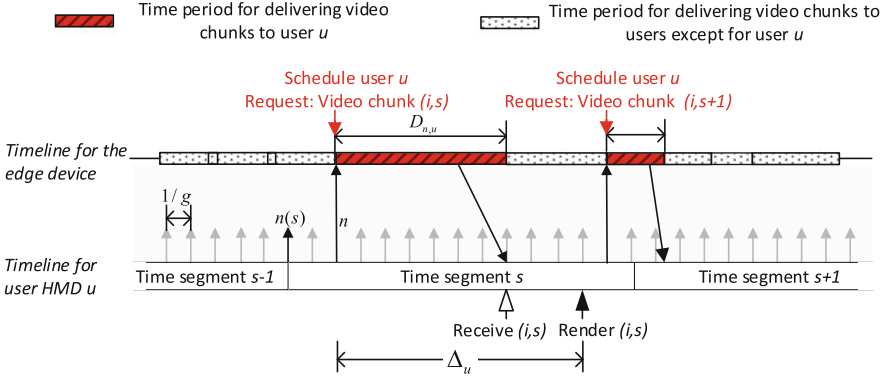 Time period for delivering video
chunks to user u
Time period for delivering video chunks to
users except for user u
Schedule user u
Request: Video chunk (i,s)
Schedule user u
Request: Video chunk (i,s+1)
D_{n,u}
Timeline for the
edge device
1/g
n(s)
n
Timeline for
user HMD u
Time segment s-1
Time segment s
Time segment s+1
Receive (i,s)
Render (i,s)
Δ_u